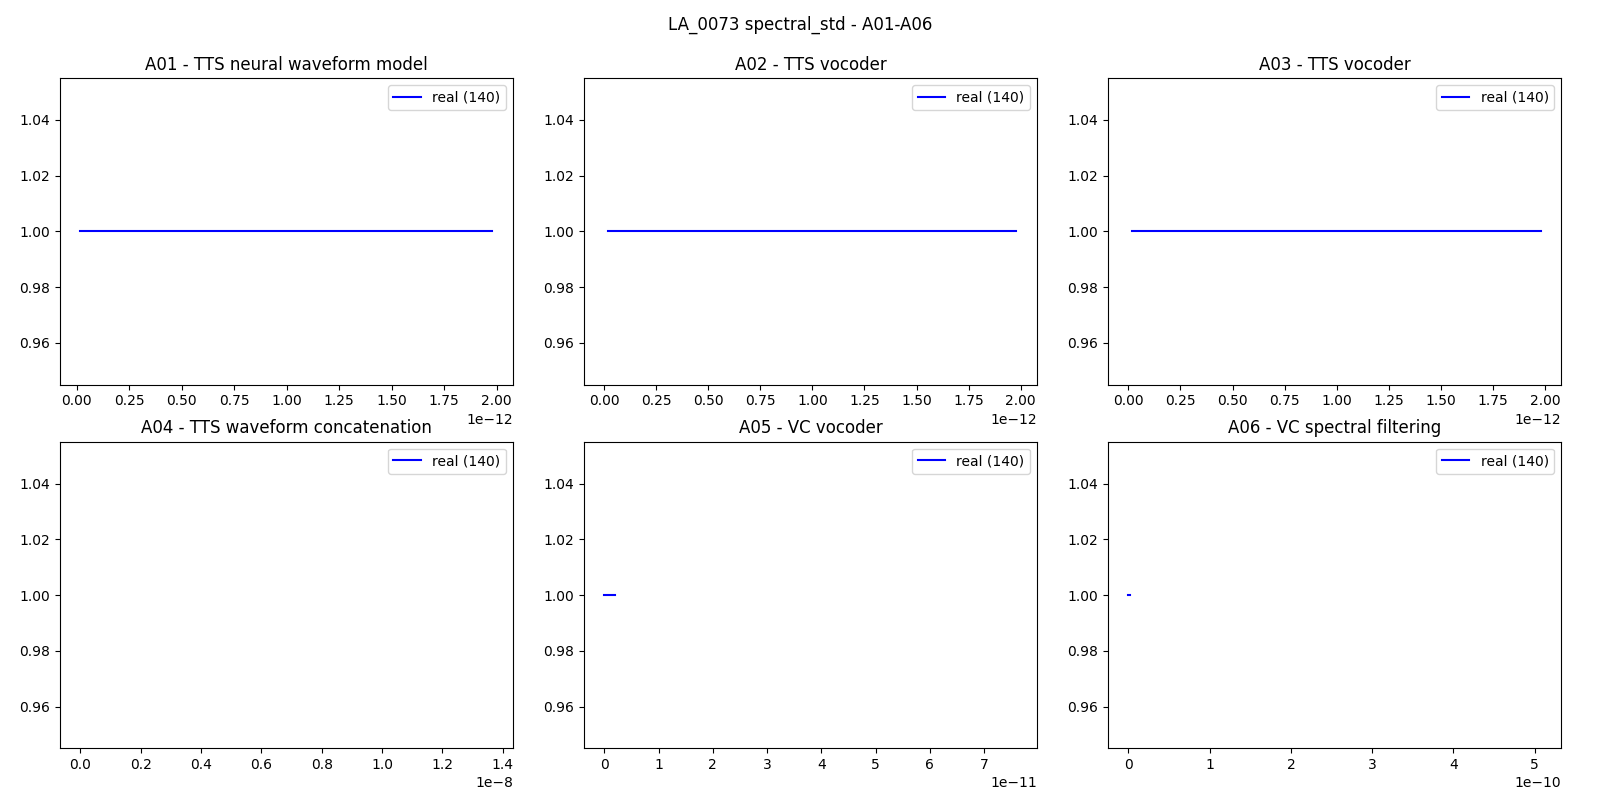 LA_0073 spectral_std - A01-A06
A01 - TTS neural waveform model
real (140)
1.04
1.02
1.00
0.98
0.96
0.00 0.25 0.50 0.75 1.00 1.25 1.50 1.75 2.00
1e−12
A02 - TTS vocoder
real (140)
1.04
1.02
1.00
0.98
0.96
0.00 0.25 0.50 0.75 1.00 1.25 1.50 1.75 2.00
1e−12
A03 - TTS vocoder
real (140)
1.04
1.02
1.00
0.98
0.96
0.00 0.25 0.50 0.75 1.00 1.25 1.50 1.75 2.00
1e−12
A04 - TTS waveform concatenation
real (140)
1.04
1.02
1.00
0.98
0.96
0.0 0.2 0.4 0.6 0.8 1.0 1.2 1.4
1e−8
A05 - VC vocoder
real (140)
1.04
1.02
1.00
0.98
0.96
0 1 2 3 4 5 6 7
1e−11
A06 - VC spectral filtering
real (140)
1.04
1.02
1.00
0.98
0.96
0 1 2 3 4 5
1e−10